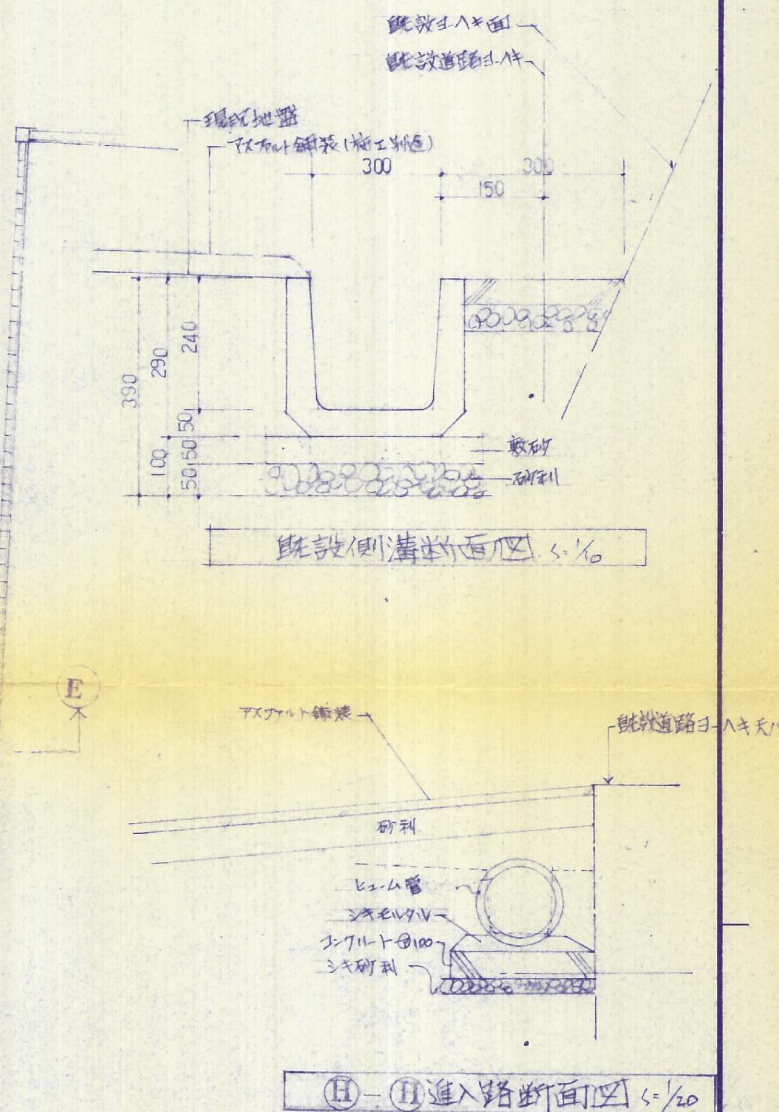 既設ヨーヘキ面
既設道路ヨーヘキ
現況地盤
アスファルト舗装(施工別途)
300
300
150
240
290
390
50
50
50
100
敷砂
砂利
既設側溝断面図 S=1/10
E
アスファルト舗装
既設道路ヨーヘキ天バ
砂利
ヒューム管
シキモルタル
コンクリート⑦100
シキ砂利
H-H進入路断面図 S=1/20